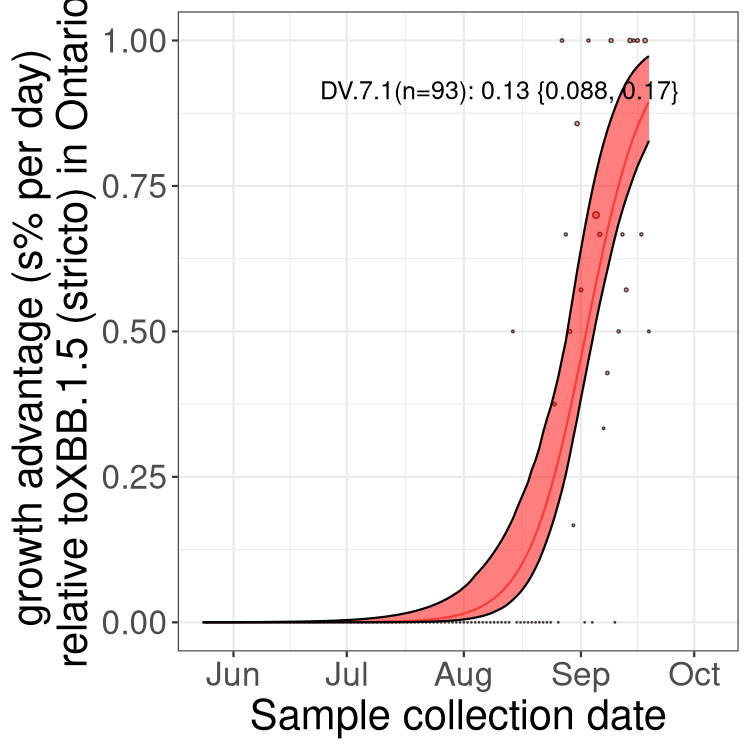 growth advantage (s% per day)
relative toXBB.1.5 (stricto) in Ontario
1.00
0.75
0.50
0.25
0.00
DV.7.1(n=93): 0.13 {0.088, 0.17}
Jun Jul Aug Sep Oct
Sample collection date